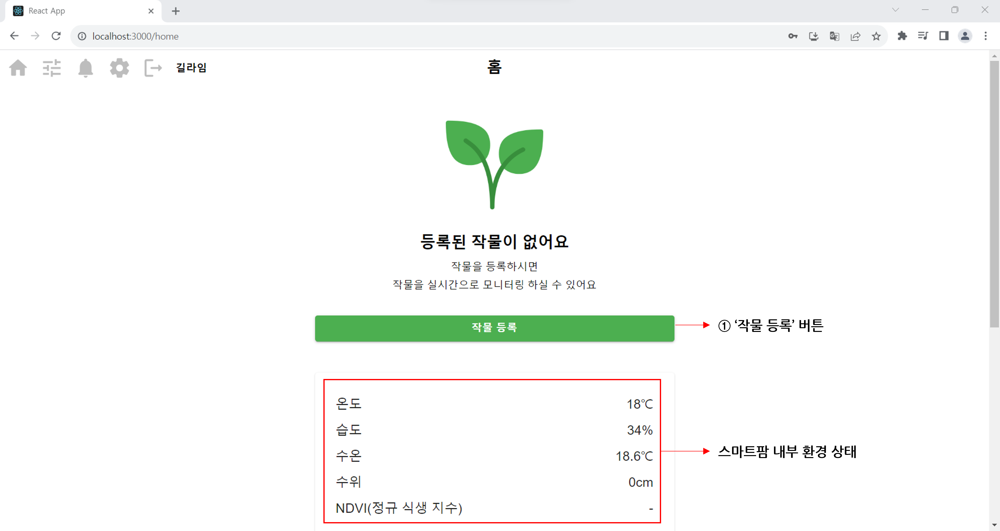 React App
localhost:3000/home
길라임
홈
등록된 작물이 없어요
작물을 등록하시면
작물을 실시간으로 모니터링 하실 수 있어요
작물 등록
① ‘작물 등록’ 버튼
온도 18℃
습도 34%
수온 18.6℃
스마트팜 내부 환경 상태
수위 0cm
NDVI(정규 식생 지수) -